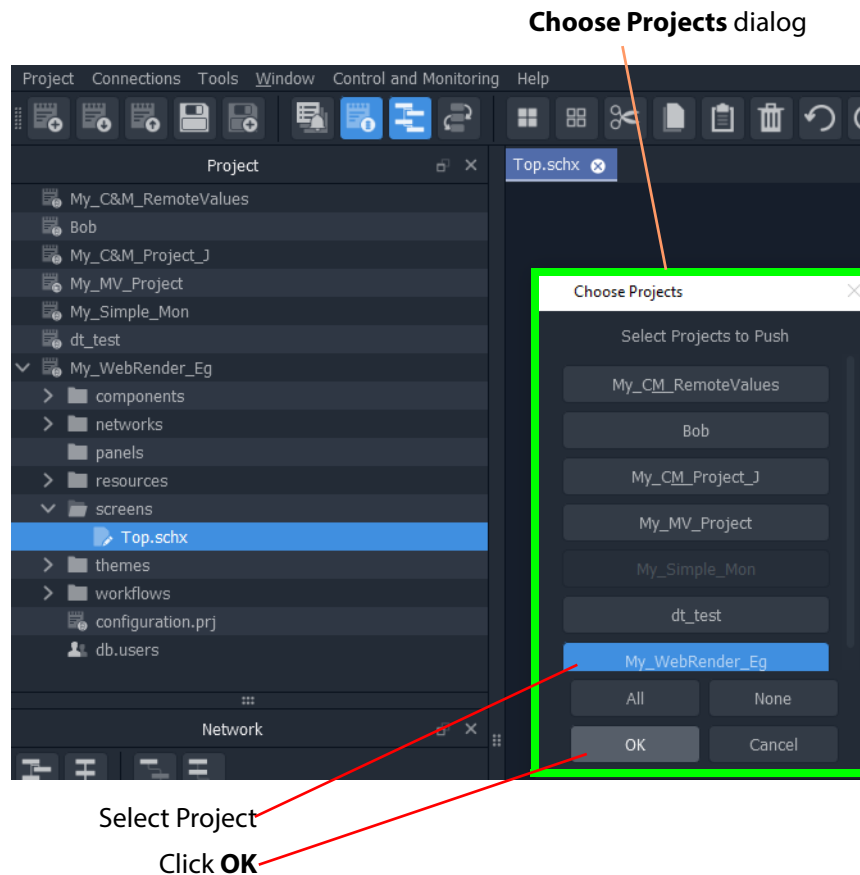 Choose Projects dialog
Project Connections Tools Window Control and Monitoring Help
Project
Top.schx
My_C&M_RemoteValues
Bob
My_C&M_Project_J
My_MV_Project
My_Simple_Mon
dt_test
My_WebRender_Eg
components
networks
panels
resources
screens
Top.schx
themes
workflows
configuration.prj
db.users
Network
Choose Projects
Select Projects to Push
My_CM_RemoteValues
Bob
My_CM_Project_J
My_MV_Project
My_Simple_Mon
dt_test
My_WebRender_Eg
All None
OK Cancel
Select Project
Click OK